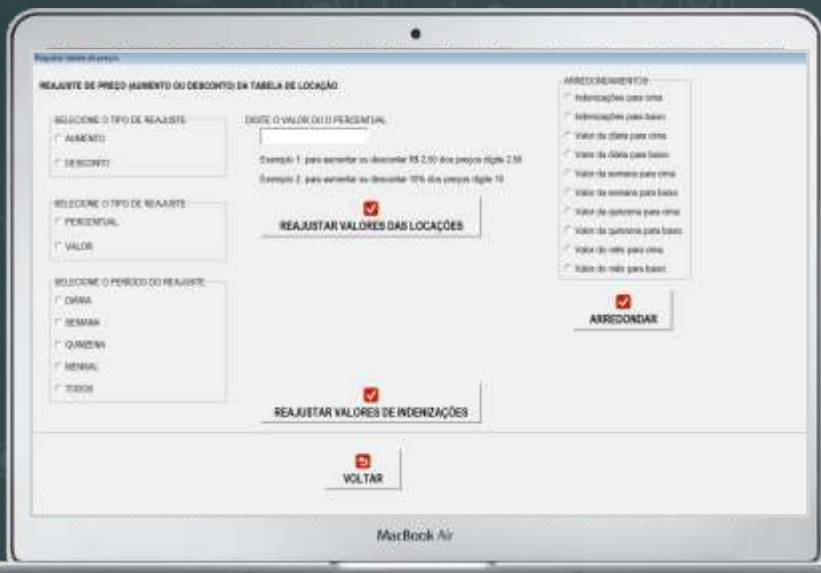 Reajustar tabela de preços
REAJUSTE DE PREÇO (AUMENTO OU DESCONTO) DA TABELA DE LOCAÇÃO
SELECIONE O TIPO DE REAJUSTE
AUMENTO
DESCONTO
SELECIONE O TIPO DE REAJUSTE
PERCENTUAL
VALOR
SELECIONE O PERÍODO DO REAJUSTE
DIÁRIA
SEMANA
QUINZENA
MENSAL
TODOS
DIGITE O VALOR OU O PERCENTUAL
Exemplo 1: para aumentar ou descontar R$ 2,50 dos preços digite 2,50
Exemplo 2: para aumentar ou descontar 10% dos preços digite 10
REAJUSTAR VALORES DAS LOCAÇÕES
REAJUSTAR VALORES DE INDENIZAÇÕES
ARREDONDAMENTOS
Indenizações para cima
Indenizações para baixo
Valor da diária para cima
Valor da diária para baixo
Valor da semana para cima
Valor da semana para baixo
Valor da quinzena para cima
Valor da quinzena para baixo
Valor do mês para cima
Valor do mês para baixo
ARREDONDAR
VOLTAR
MacBook Air